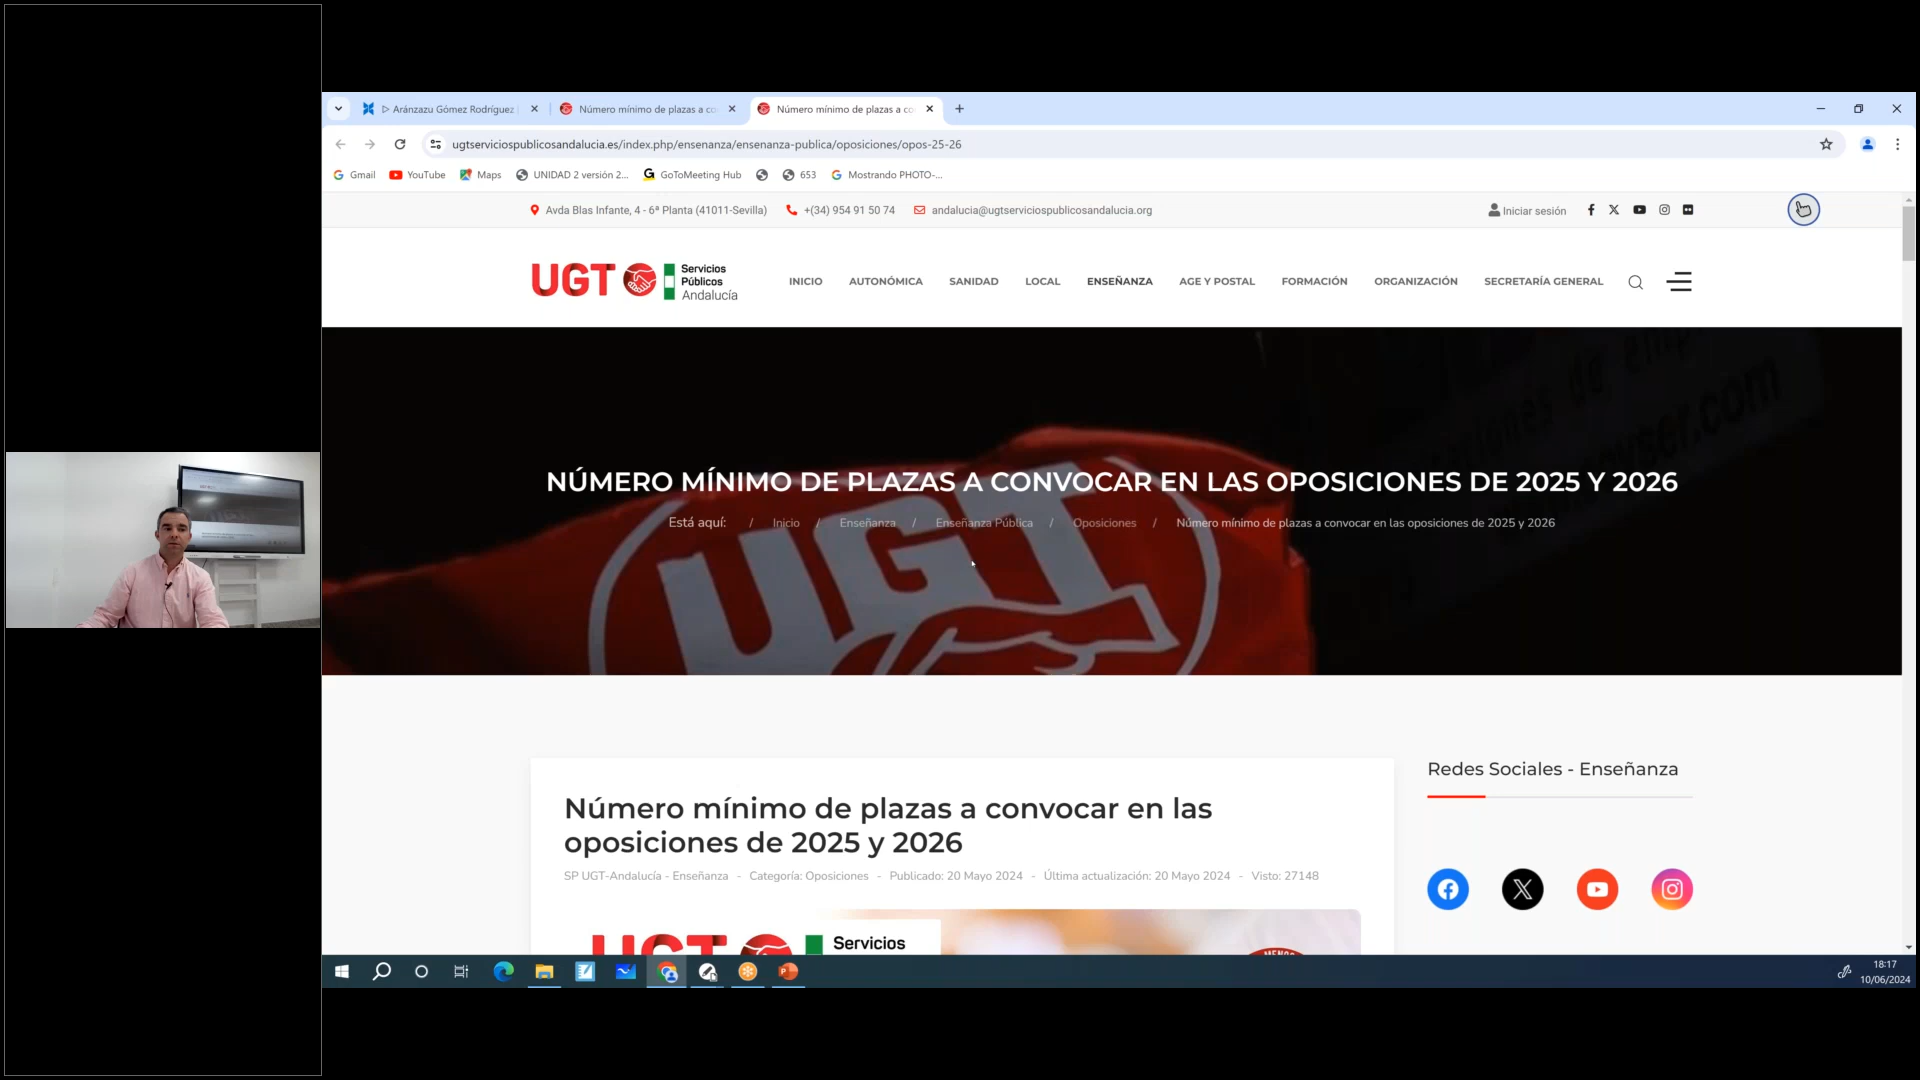 ▷ Aránzazu Gómez Rodríguez
Número mínimo de plazas a co
Número mínimo de plazas a co
ugtserviciospublicosandalucia.es/index.php/ensenanza/ensenanza-publica/oposiciones/opos-25-26
Gmail YouTube Maps UNIDAD 2 versión 2... GoToMeeting Hub 653 Mostrando PHOTO-...
Avda Blas Infante, 4 - 6ª Planta (41011-Sevilla) +(34) 954 91 50 74 andalucia@ugtserviciospublicosandalucia.org Iniciar sesión
UGT Servicios
Públicos
Andalucía
INICIO AUTONÓMICA SANIDAD LOCAL ENSEÑANZA AGE Y POSTAL FORMACIÓN ORGANIZACIÓN SECRETARÍA GENERAL
NÚMERO MÍNIMO DE PLAZAS A CONVOCAR EN LAS OPOSICIONES DE 2025 Y 2026
Está aquí: / Inicio / Enseñanza / Enseñanza Pública / Oposiciones / Número mínimo de plazas a convocar en las oposiciones de 2025 y 2026
UGT
Número mínimo de plazas a convocar en las
oposiciones de 2025 y 2026
SP UGT-Andalucía - Enseñanza - Categoría: Oposiciones - Publicado: 20 Mayo 2024 - Última actualización: 20 Mayo 2024 - Visto: 27148
Redes Sociales - Enseñanza
UGT Servicios
18:17
10/06/2024